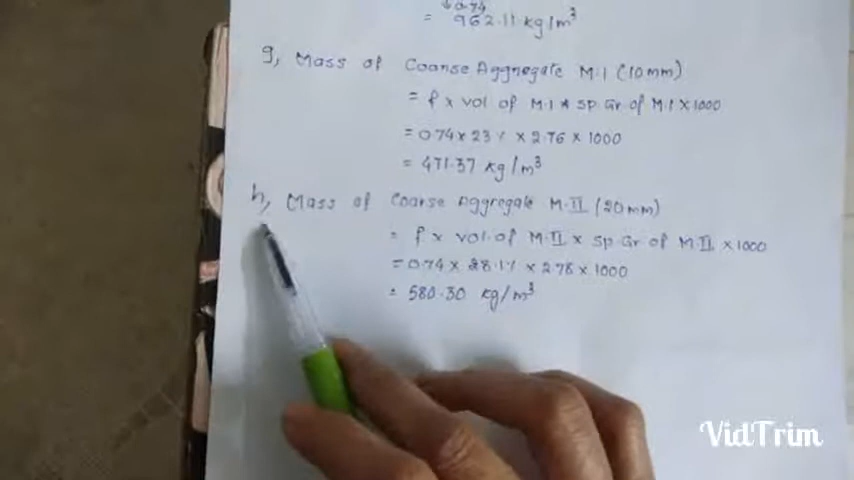 0.74
= 962.11 kg/m³
g, Mass of Coarse Aggregate M.I (10mm)
= f x vol of M.I x Sp Gr of M.I x 1000
= 0.74 x 23% x 2.76 x 1000
= 471.37 kg/m³
h, Mass of Coarse Aggregate M.II (20mm)
= f x vol. of M.II x Sp Gr of M.II x 1000
= 0.74 x 28.1% x 2.78 x 1000
= 580.30 kg/m³
VidTrim